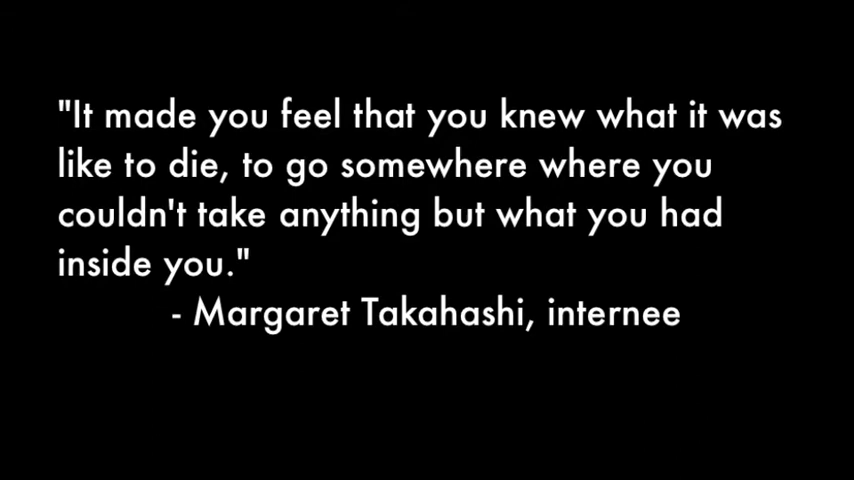 "It made you feel that you knew what it was
like to die, to go somewhere where you
couldn't take anything but what you had
inside you."
- Margaret Takahashi, internee